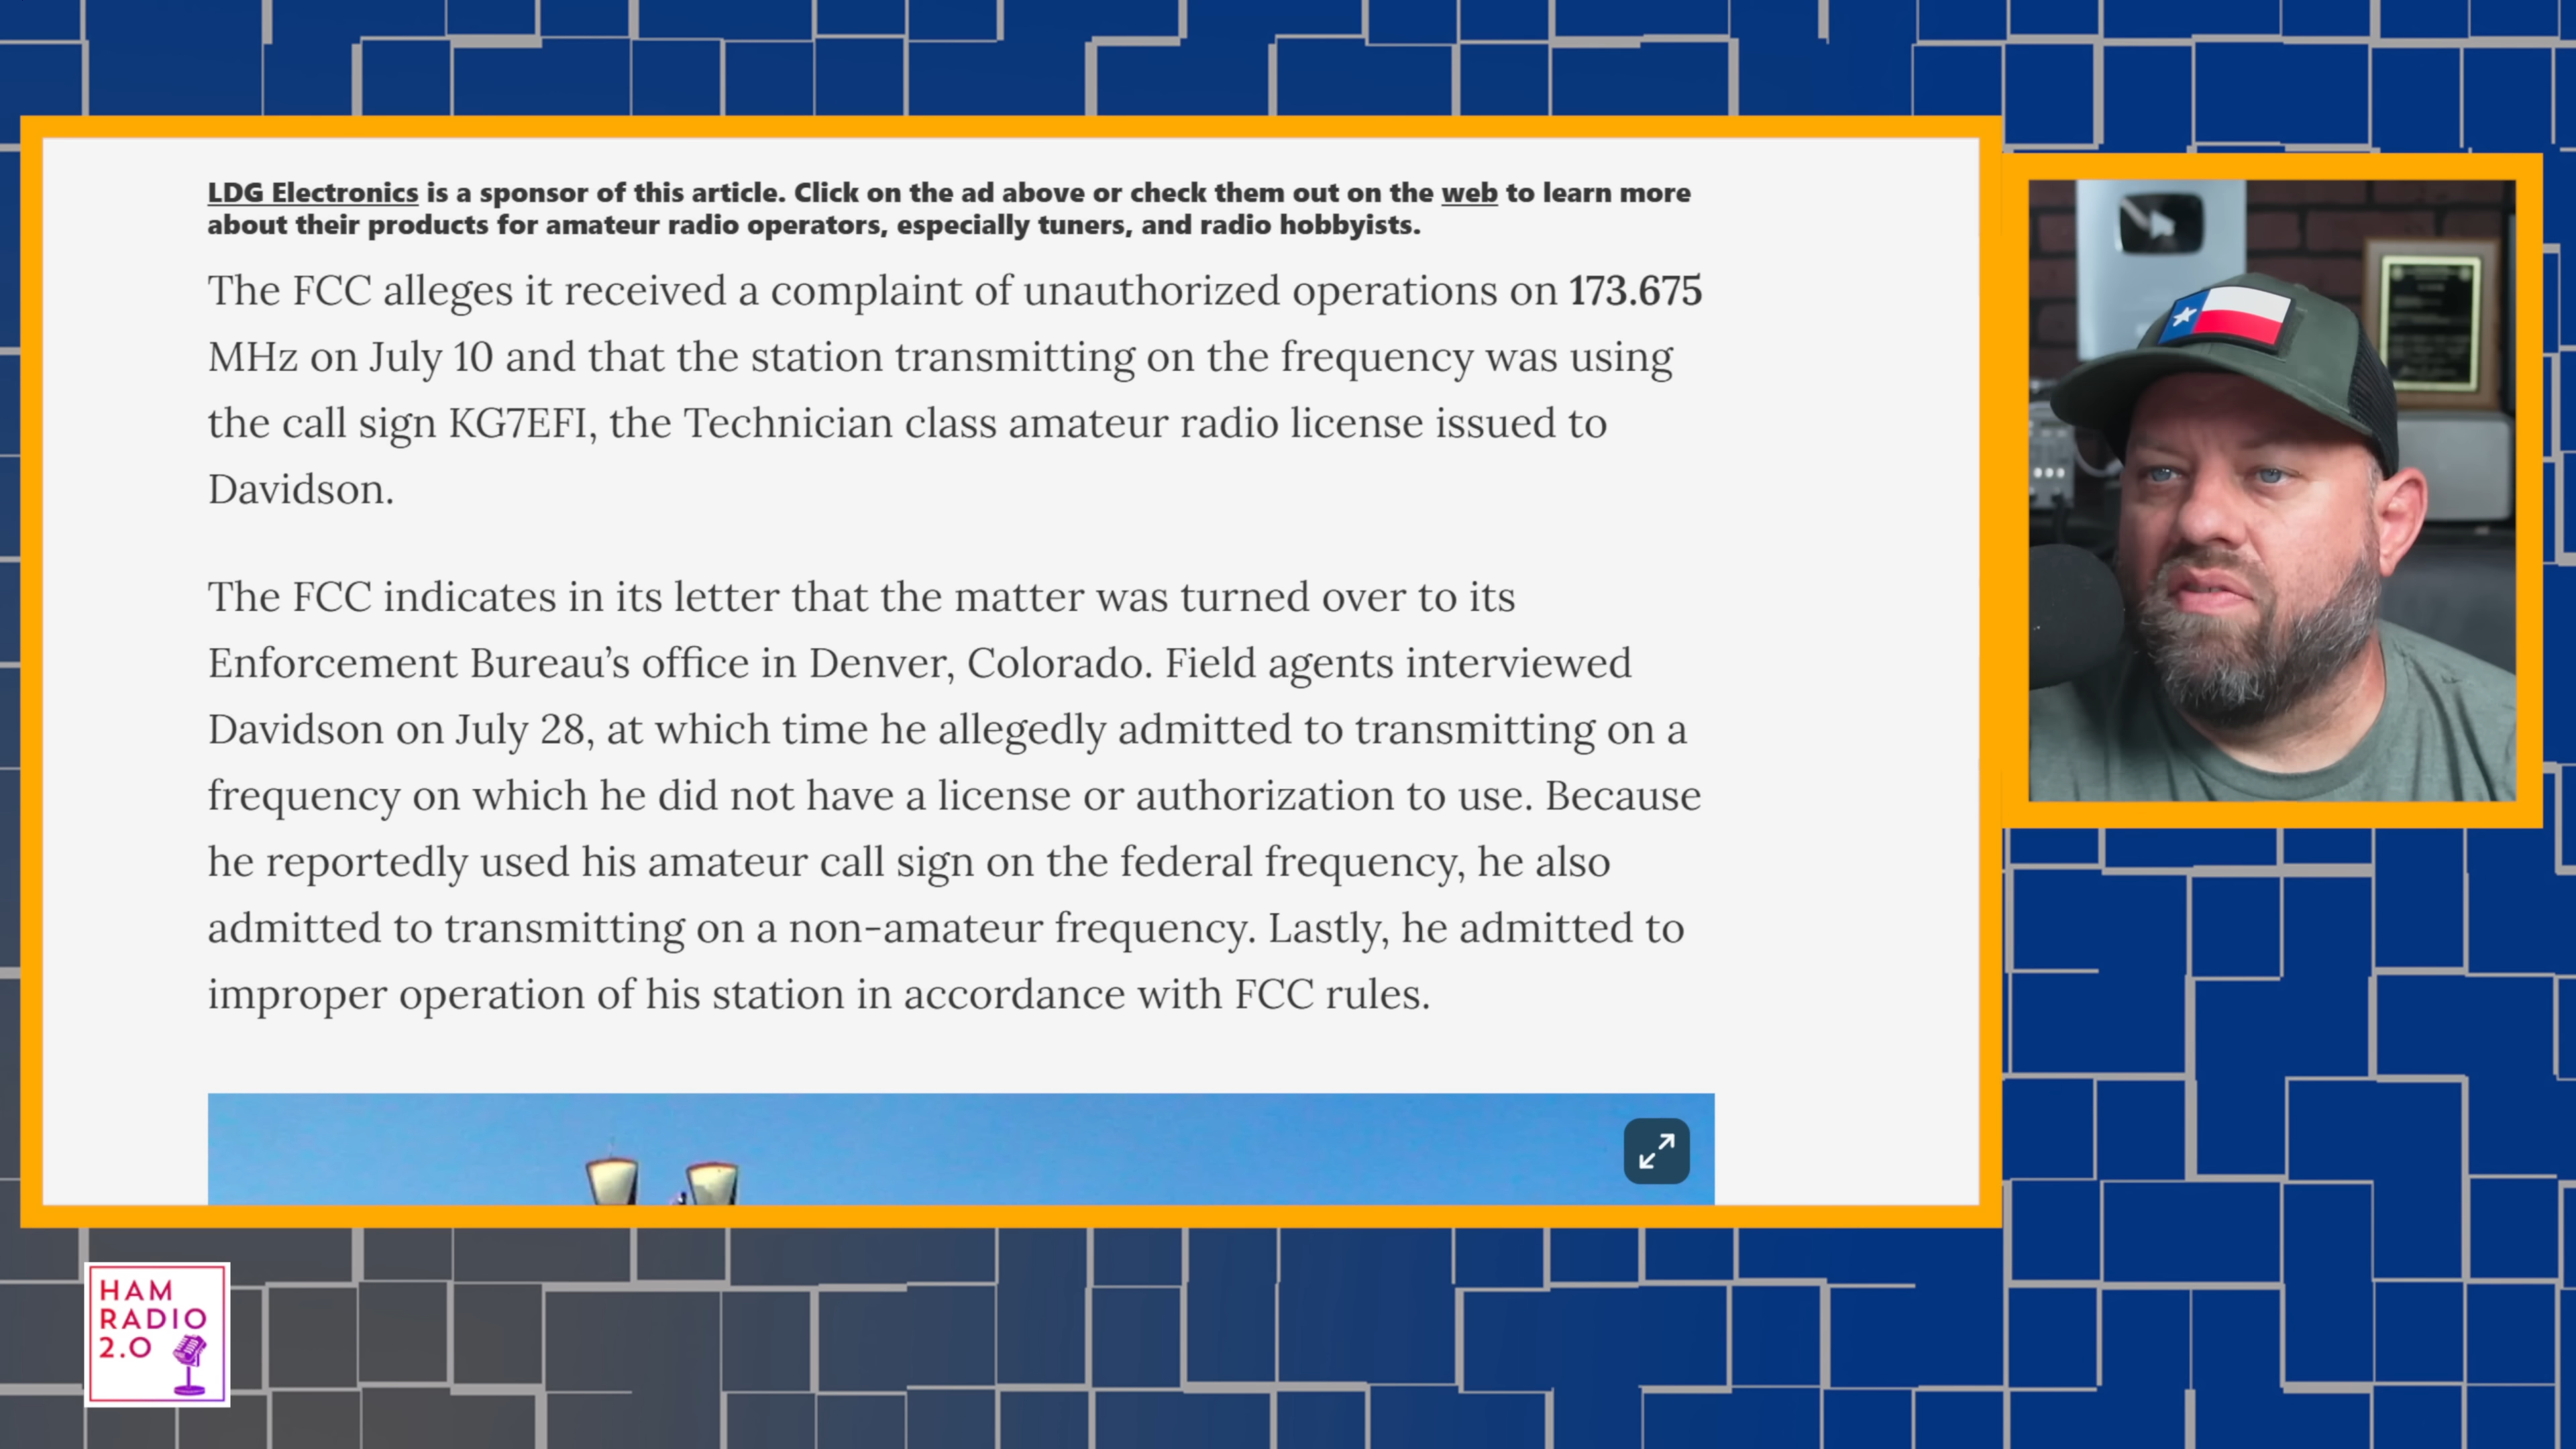 LDG Electronics is a sponsor of this article. Click on the ad above or check them out on the web to learn more
about their products for amateur radio operators, especially tuners, and radio hobbyists.
The FCC alleges it received a complaint of unauthorized operations on 173.675
MHz on July 10 and that the station transmitting on the frequency was using
the call sign KG7EFI, the Technician class amateur radio license issued to
Davidson.
The FCC indicates in its letter that the matter was turned over to its
Enforcement Bureau’s office in Denver, Colorado. Field agents interviewed
Davidson on July 28, at which time he allegedly admitted to transmitting on a
frequency on which he did not have a license or authorization to use. Because
he reportedly used his amateur call sign on the federal frequency, he also
admitted to transmitting on a non-amateur frequency. Lastly, he admitted to
improper operation of his station in accordance with FCC rules.
HAM
RADIO
2.0